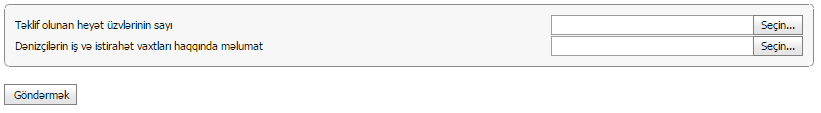 Təklif olunan heyət üzvlərinin sayı
Seçin...
Dənizçilərin iş və istirahət vaxtları haqqında məlumat
Seçin...
Göndərmək